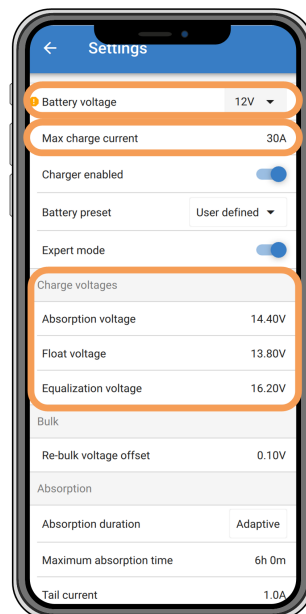 Settings
Battery voltage 12V
Max charge current 30A
Charger enabled
Battery preset User defined
Expert mode
Charge voltages
Absorption voltage 14.40V
Float voltage 13.80V
Equalization voltage 16.20V
Bulk
Re-bulk voltage offset 0.10V
Absorption
Absorption duration Adaptive
Maximum absorption time 6h 0m
Tail current 1.0A